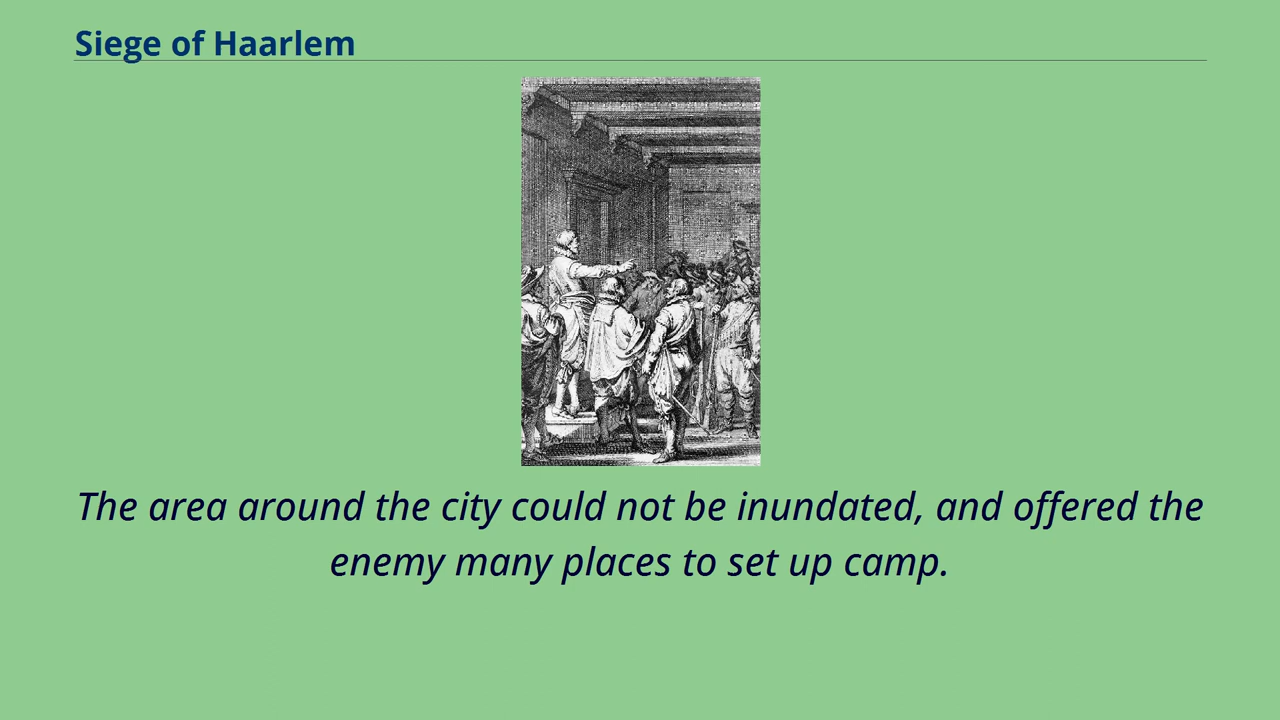 Siege of Haarlem
The area around the city could not be inundated, and offered the
enemy many places to set up camp.